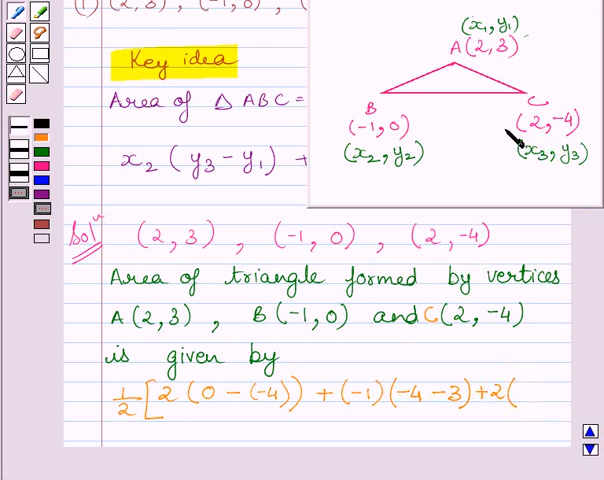 (1) (2, 3), (-1, 0), (
Key idea
Area of △ ABC =
x₂ (y₃ - y₁) +
(x₁, y₁)
A (2, 3)
B
(-1, 0)
(x₂, y₂)
C
(2, -4)
(x₃, y₃)
Solⁿ (2, 3) , (-1, 0) , (2, -4)
Area of triangle formed by vertices
A (2, 3) , B (-1, 0) and C (2, -4)
is given by
1/2 [2 (0 - (-4)) + (-1) (-4 - 3) + 2 (